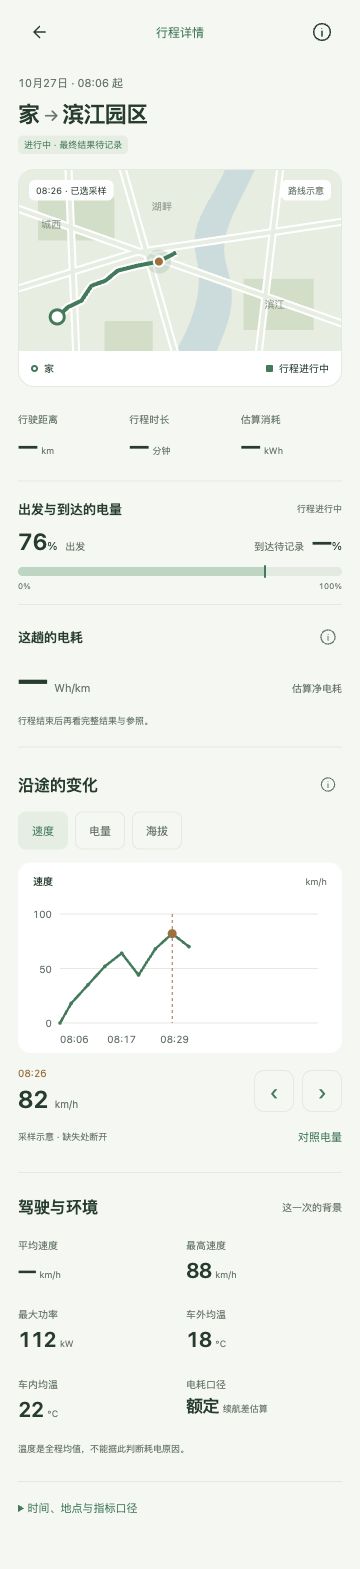 行程详情
10月27日 · 08:06 起
家 → 滨江园区
进行中 · 最终结果待记录
08:26 · 已选采样
路线示意
湖畔
城西
滨江
家
行程进行中
行驶距离 行程时长 估算消耗
— km — 分钟 — kWh
出发与到达的电量 行程进行中
76% 出发 到达待记录 —%
0% 100%
这趟的电耗
— Wh/km 估算净电耗
行程结束后再看完整结果与参照。
沿途的变化
速度 电量 海拔
速度 km/h
100
50
0
08:06 08:17 08:29
08:26
82 km/h
采样示意 · 缺失处断开 对照电量
驾驶与环境 这一次的背景
平均速度 最高速度
— km/h 88 km/h
最大功率 车外均温
112 kW 18 °C
车内均温 电耗口径
22 °C 额定 续航差估算
温度是全程均值，不能据此判断耗电原因。
时间、地点与指标口径